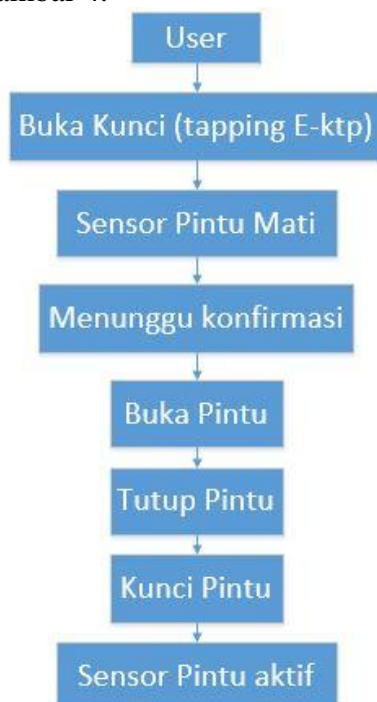 User
Buka Kunci (tapping E-ktp)
Sensor Pintu Mati
Menunggu konfirmasi
Buka Pintu
Tutup Pintu
Kunci Pintu
Sensor Pintu aktif